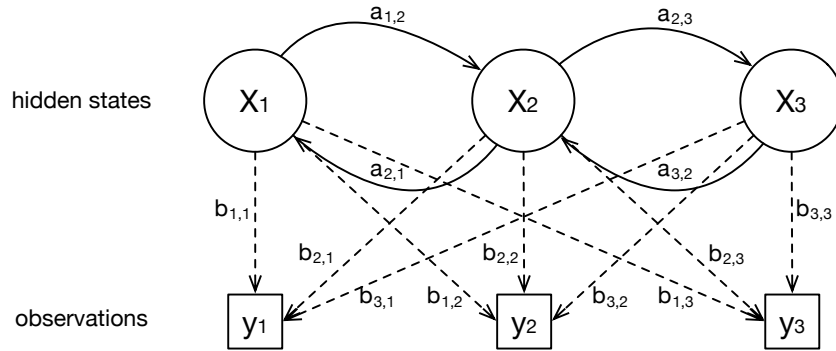 a1,2 a2,3
hidden states X1 X2 X3
a2,1 a3,2
b1,1 b3,3
b2,1 b2,2 b2,3
b3,1 b1,2 b3,2 b1,3
observations y1 y2 y3